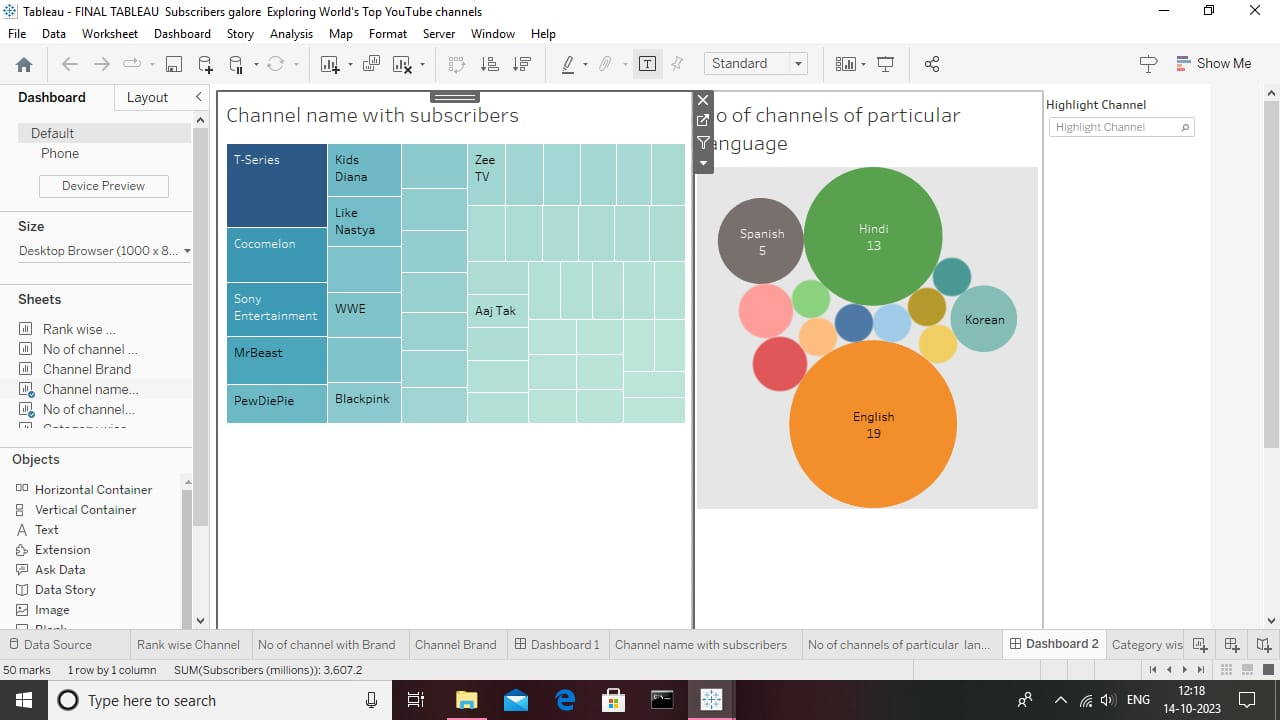 Tableau - FINAL TABLEAU  Subscribers galore  Exploring World's Top YouTube channels
File Data Worksheet Dashboard Story Analysis Map Format Server Window Help
Standard
Show Me
Dashboard
Layout
Default
Phone
Device Preview
Size
Desktop Browser (1000 x 8...
Sheets
Rank wise ...
No of channel ...
Channel Brand
Channel name...
No of channel...
Category wise
Objects
Horizontal Container
Vertical Container
Text
Extension
Ask Data
Data Story
Image
Blank
Channel name with subscribers
T-Series
Cocomelon
Sony
Entertainment
MrBeast
PewDiePie
Kids
Diana
Like
Nastya
WWE
Blackpink
Zee
TV
Aaj Tak
o of channels of particular
anguage
Spanish
5
Hindi
13
Korean
English
19
Highlight Channel
Highlight Channel
Data Source
Rank wise Channel
No of channel with Brand
Channel Brand
Dashboard 1
Channel name with subscribers
No of channels of particular  lan...
Dashboard 2
Category wis
50 marks
1 row by 1 column
SUM(Subscribers (millions)): 3,607.2
Type here to search
ENG
12:18
14-10-2023